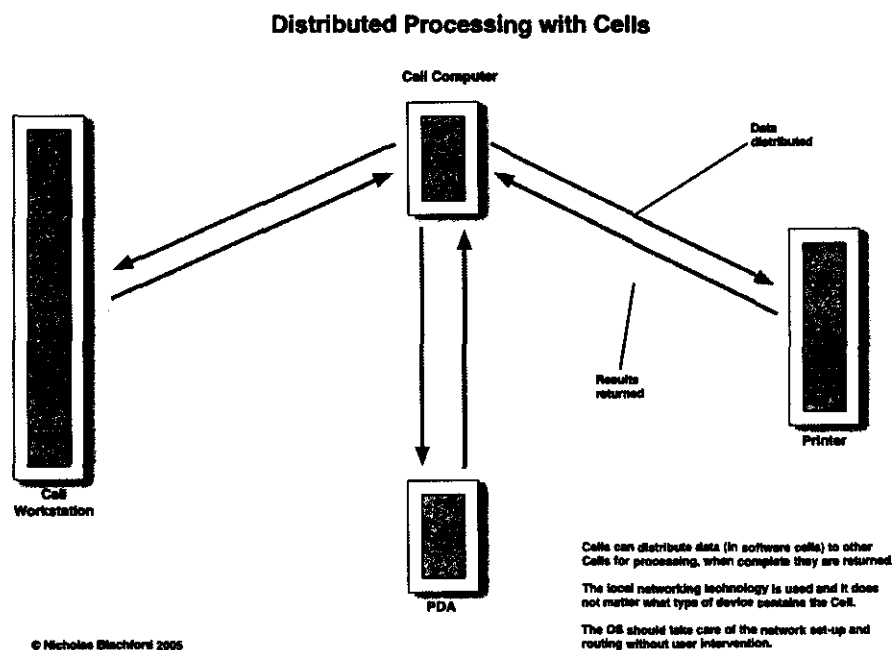 Distributed Processing with Cells
Cell Computer
Data
distributed
Results
returned
Printer
Cell
Workstation
PDA
Cells can distribute data (in software cells) to other
Cells for processing, when complete they are returned.
The local networking technology is used and it does
not matter what type of device contains the Cell.
The OS should take care of the network set-up and
routing without user intervention.
© Nicholas Blachford 2005